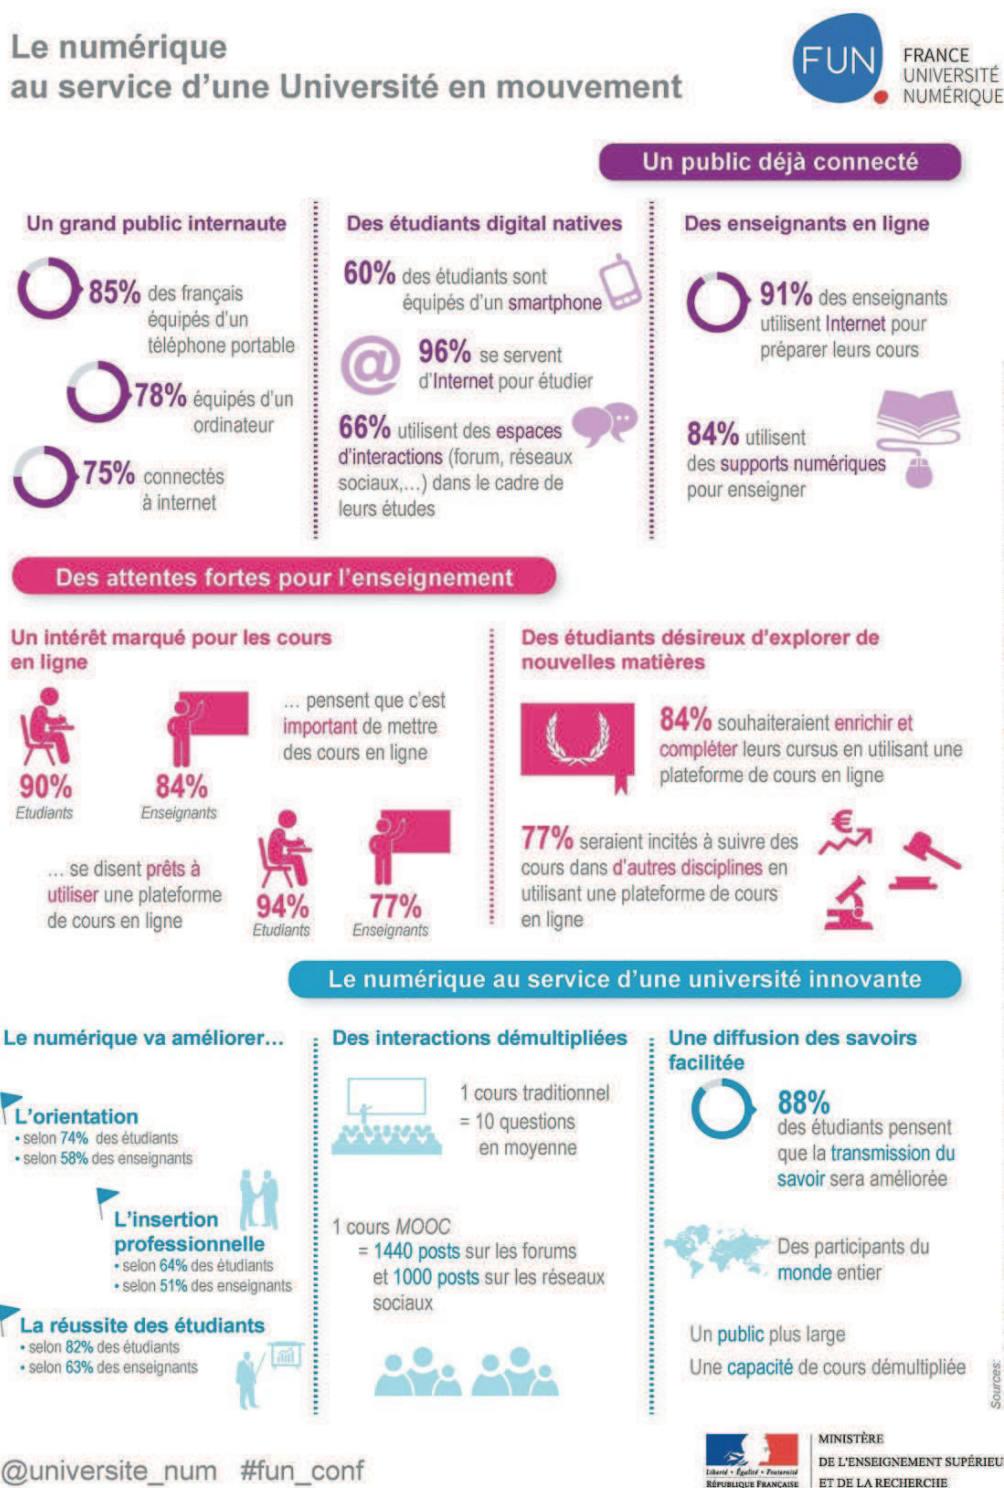 Le numérique
au service d'une Université en mouvement
FUN
FRANCE
UNIVERSITÉ
NUMÉRIQUE
Un public déjà connecté
Un grand public internaute
85% des français
équipés d'un
téléphone portable
78% équipés d'un
ordinateur
75% connectés
à internet
Des étudiants digital natives
60% des étudiants sont
équipés d'un smartphone
@
96% se servent
d'Internet pour étudier
66% utilisent des espaces
d'interactions (forum, réseaux
sociaux,…) dans le cadre de
leurs études
Des enseignants en ligne
91% des enseignants
utilisent Internet pour
préparer leurs cours
84% utilisent
des supports numériques
pour enseigner
Des attentes fortes pour l'enseignement
Un intérêt marqué pour les cours
en ligne
90%
Etudiants
84%
Enseignants
… pensent que c'est
important de mettre
des cours en ligne
… se disent prêts à
utiliser une plateforme
de cours en ligne
94%
Etudiants
77%
Enseignants
Des étudiants désireux d'explorer de
nouvelles matières
84% souhaiteraient enrichir et
compléter leurs cursus en utilisant une
plateforme de cours en ligne
77% seraient incités à suivre des
cours dans d'autres disciplines en
utilisant une plateforme de cours
en ligne
€
Le numérique au service d'une université innovante
Le numérique va améliorer…
L'orientation
• selon 74% des étudiants
• selon 58% des enseignants
L'insertion
professionnelle
• selon 64% des étudiants
• selon 51% des enseignants
La réussite des étudiants
• selon 82% des étudiants
• selon 63% des enseignants
Des interactions démultipliées
1 cours traditionnel
= 10 questions
en moyenne
1 cours MOOC
= 1440 posts sur les forums
et 1000 posts sur les réseaux
sociaux
Une diffusion des savoirs
facilitée
88%
des étudiants pensent
que la transmission du
savoir sera améliorée
Des participants du
monde entier
Un public plus large
Une capacité de cours démultipliée
Sources:
@universite_num #fun_conf
Liberté • Égalité • Fraternité
RÉPUBLIQUE FRANÇAISE
MINISTÈRE
DE L'ENSEIGNEMENT SUPÉRIEU
ET DE LA RECHERCHE